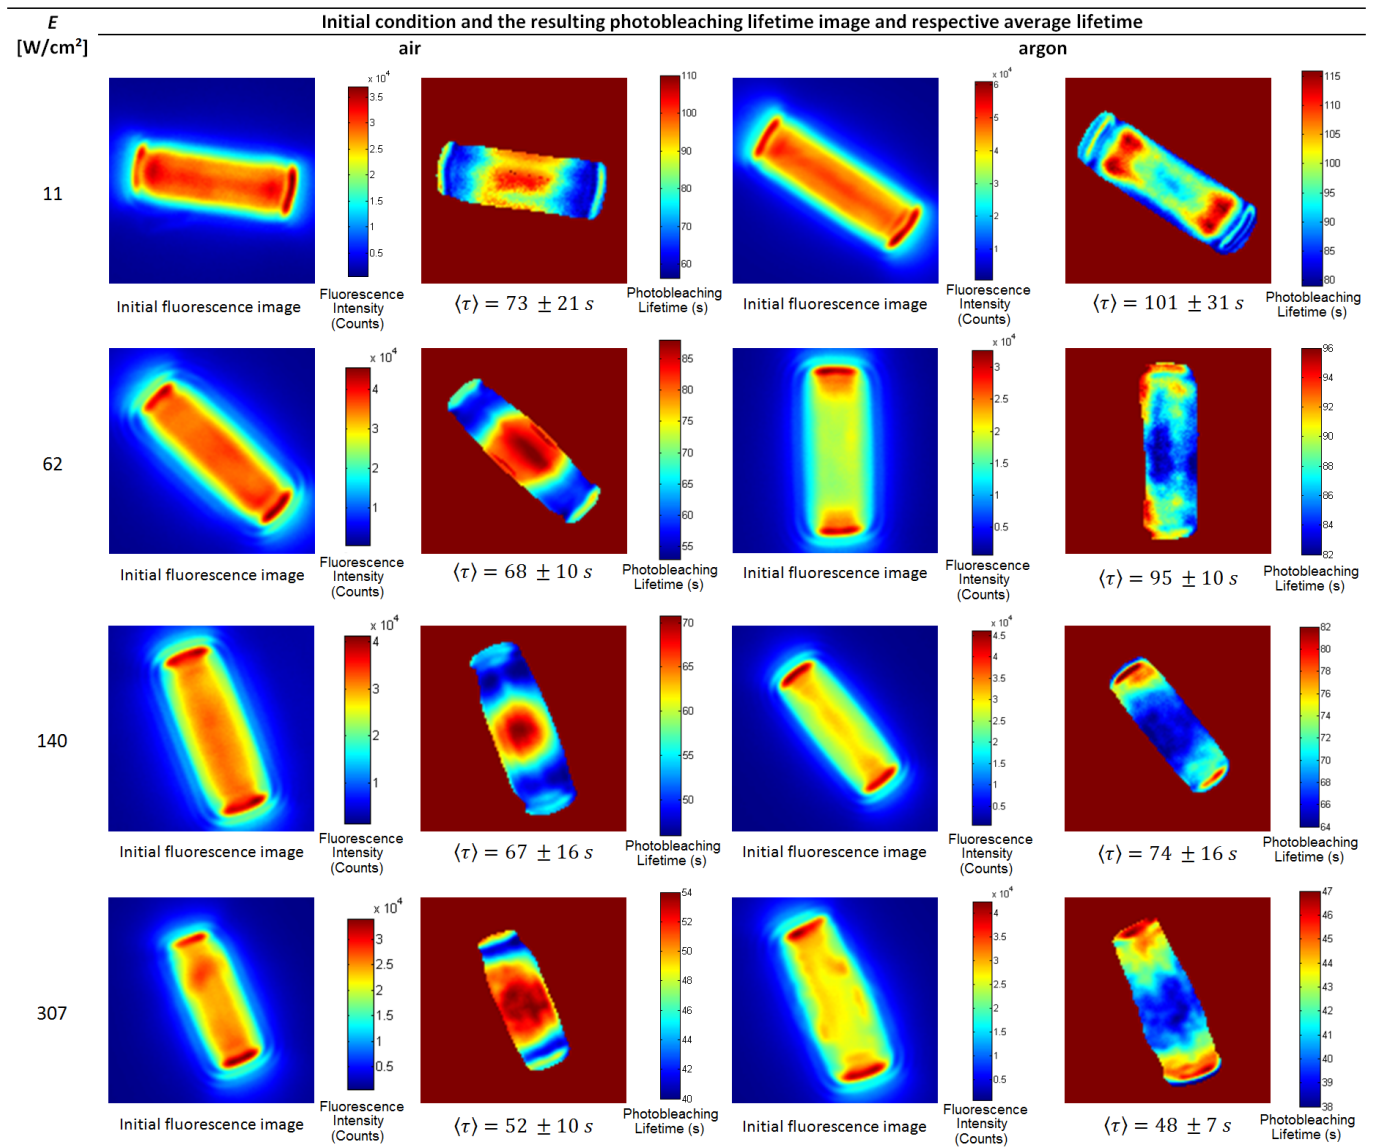 E
[W/cm²]
Initial condition and the resulting photobleaching lifetime image and respective average lifetime
air
argon
11
x 10⁴
3.5
3
2.5
2
1.5
1
0.5
Initial fluorescence image
Fluorescence
Intensity
(Counts)
110
100
90
80
70
60
⟨τ⟩ = 73 ± 21 s
Photobleaching
Lifetime (s)
x 10⁴
6
5
4
3
2
1
Initial fluorescence image
Fluorescence
Intensity
(Counts)
115
110
105
100
95
90
85
80
⟨τ⟩ = 101 ± 31 s
Photobleaching
Lifetime (s)
62
x 10⁴
4
3
2
1
Initial fluorescence image
Fluorescence
Intensity
(Counts)
85
80
75
70
65
60
55
⟨τ⟩ = 68 ± 10 s
Photobleaching
Lifetime (s)
x 10⁴
3
2.5
2
1.5
1
0.5
Initial fluorescence image
Fluorescence
Intensity
(Counts)
96
94
92
90
88
86
84
82
⟨τ⟩ = 95 ± 10 s
Photobleaching
Lifetime (s)
140
x 10⁴
4
3
2
1
Initial fluorescence image
Fluorescence
Intensity
(Counts)
70
65
60
55
50
⟨τ⟩ = 67 ± 16 s
Photobleaching
Lifetime (s)
x 10⁴
4.5
4
3.5
3
2.5
2
1.5
1
0.5
Initial fluorescence image
Fluorescence
Intensity
(Counts)
82
80
78
76
74
72
70
68
66
64
⟨τ⟩ = 74 ± 16 s
Photobleaching
Lifetime (s)
307
x 10⁴
3.5
3
2.5
2
1.5
1
0.5
Initial fluorescence image
Fluorescence
Intensity
(Counts)
54
52
50
48
46
44
42
40
⟨τ⟩ = 52 ± 10 s
Photobleaching
Lifetime (s)
x 10⁴
4
3.5
3
2.5
2
1.5
1
0.5
Initial fluorescence image
Fluorescence
Intensity
(Counts)
47
46
45
44
43
42
41
40
39
38
⟨τ⟩ = 48 ± 7 s
Photobleaching
Lifetime (s)